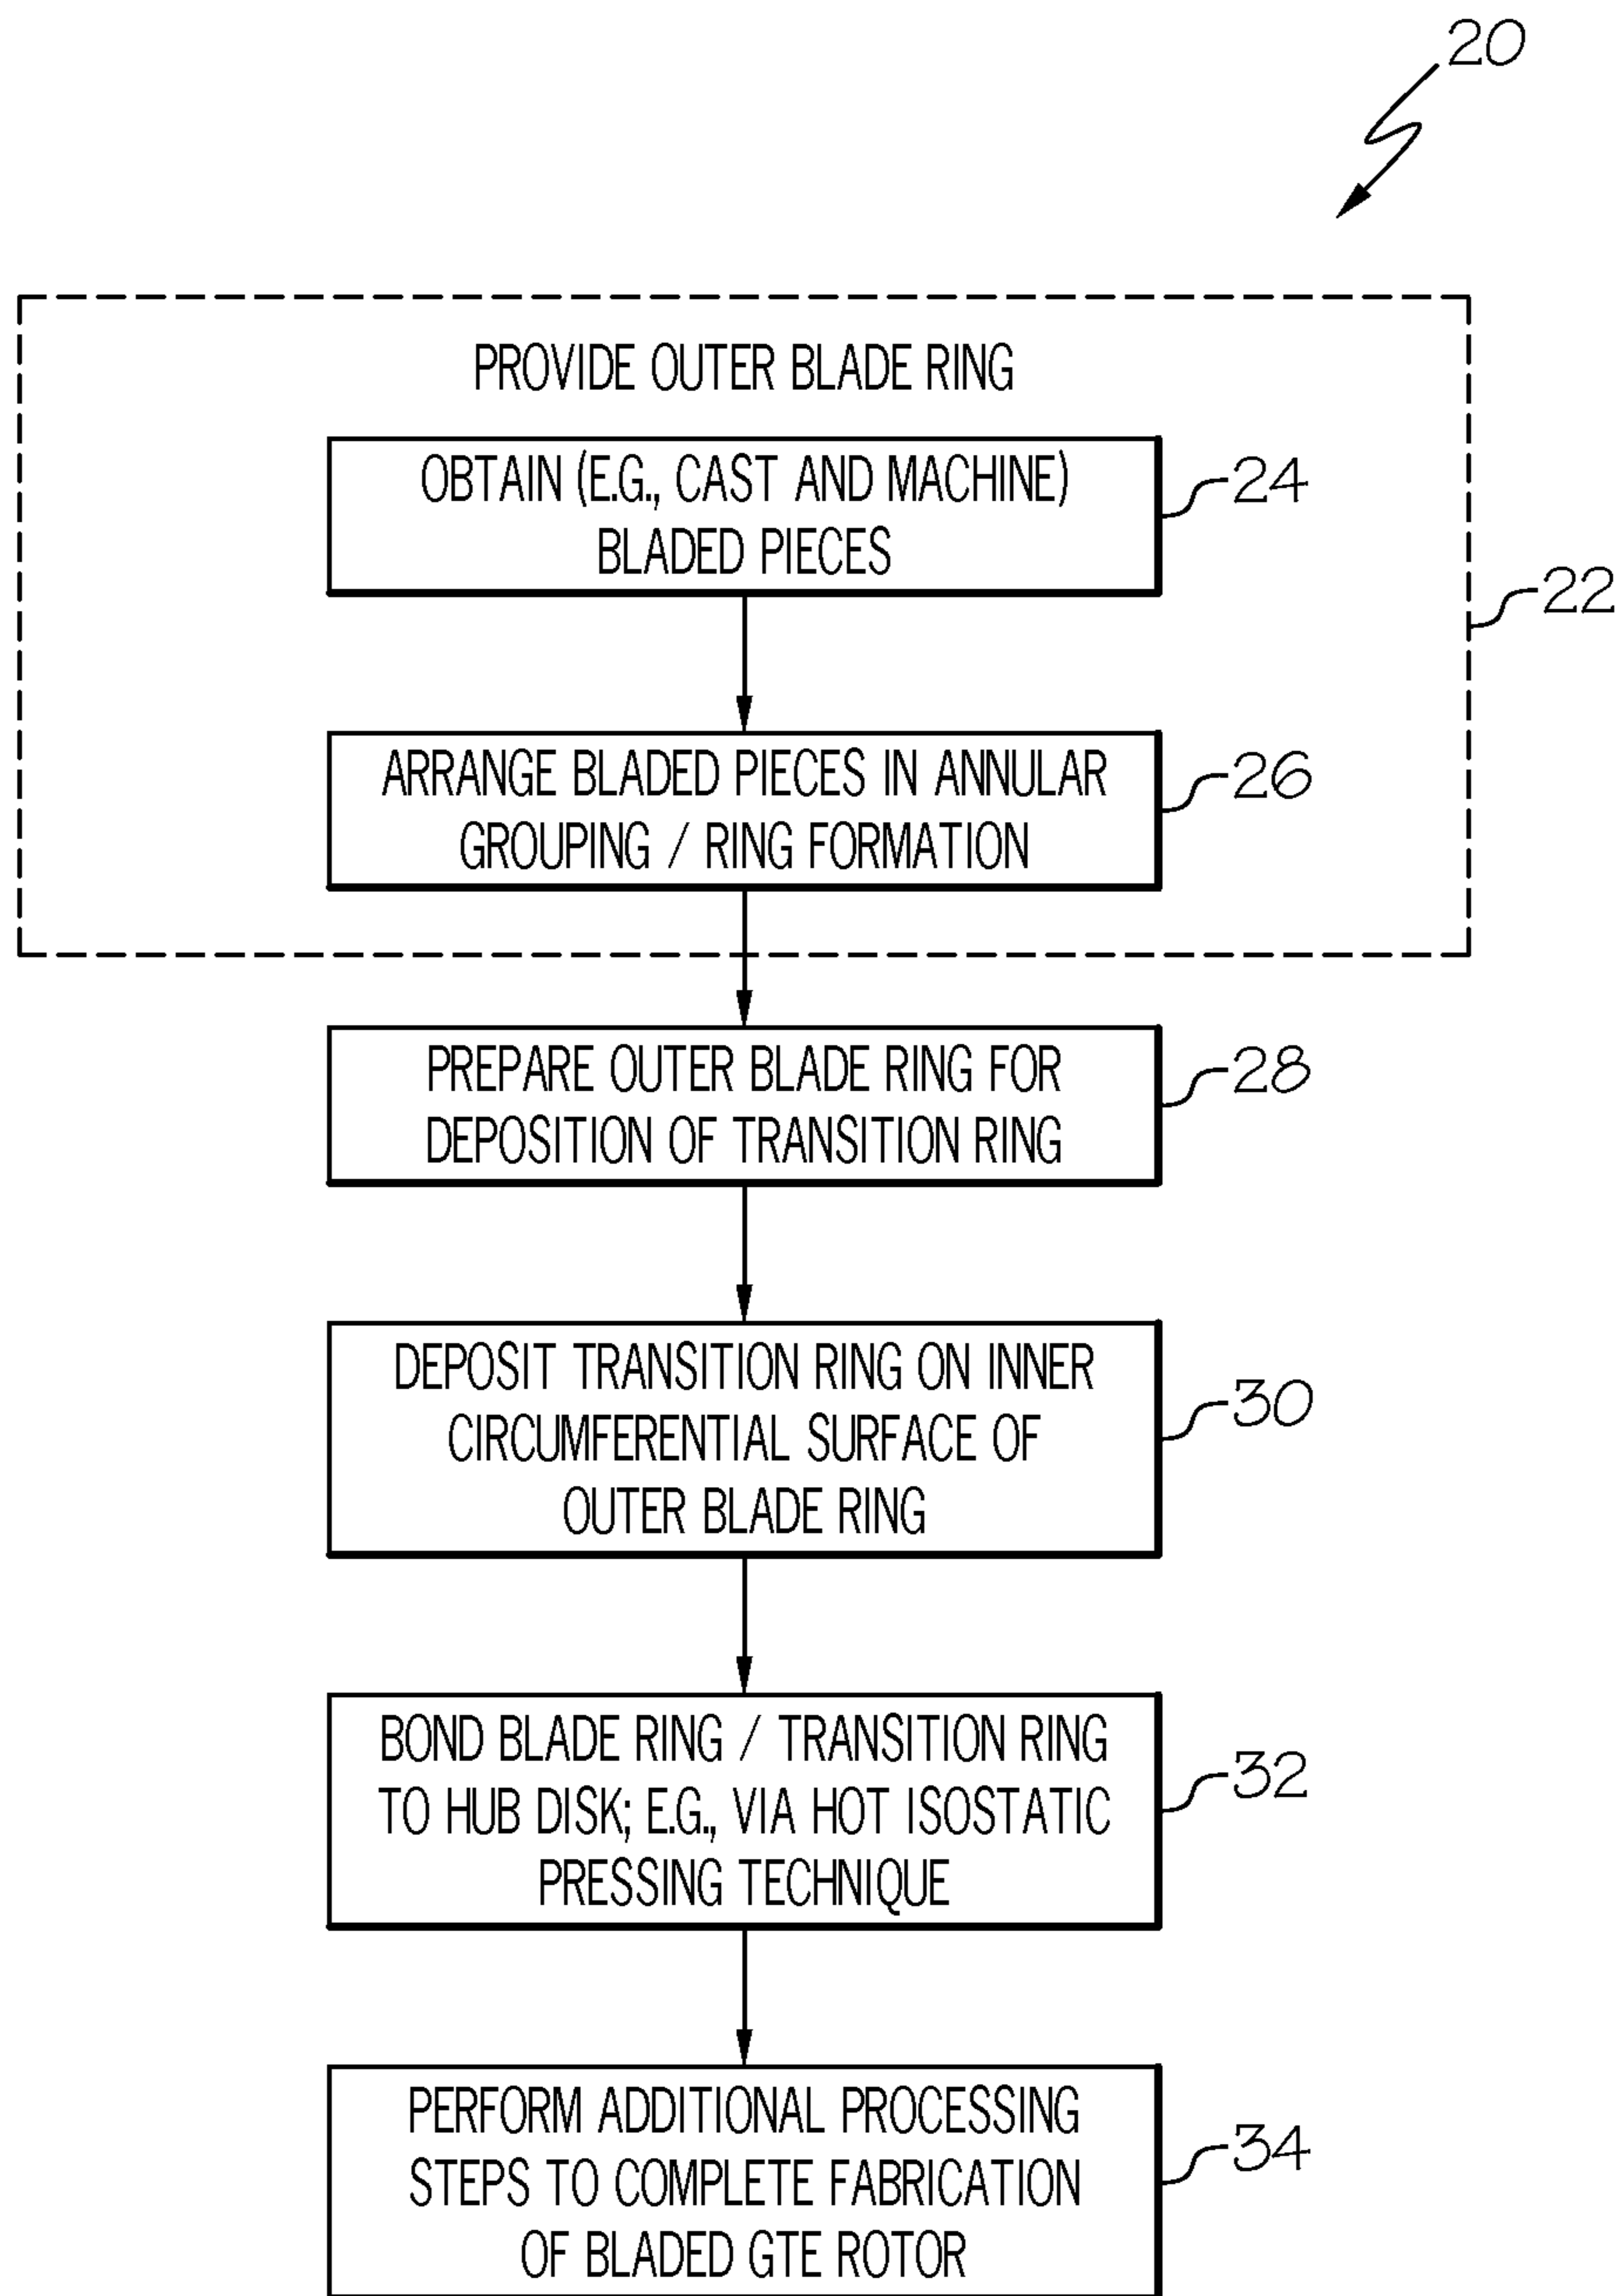 20
PROVIDE OUTER BLADE RING
OBTAIN (E.G., CAST AND MACHINE)
BLADED PIECES
24
22
ARRANGE BLADED PIECES IN ANNULAR
GROUPING / RING FORMATION
26
PREPARE OUTER BLADE RING FOR
DEPOSITION OF TRANSITION RING
28
DEPOSIT TRANSITION RING ON INNER
CIRCUMFERENTIAL SURFACE OF
OUTER BLADE RING
30
BOND BLADE RING / TRANSITION RING
TO HUB DISK; E.G., VIA HOT ISOSTATIC
PRESSING TECHNIQUE
32
PERFORM ADDITIONAL PROCESSING
STEPS TO COMPLETE FABRICATION
OF BLADED GTE ROTOR
34